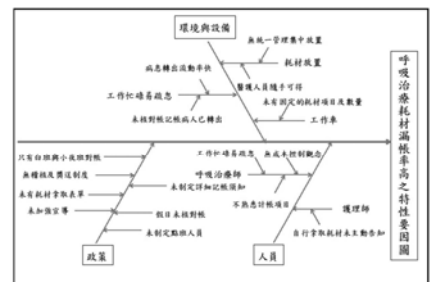 環境與設備
無統一管理集中放置
病患轉出流動率快
耗材放置
醫護人員隨手可得
工作忙碌易疏忽
未有固定的耗材項目及數量
未核對記帳病人已轉出
工作車
呼吸治療耗材漏帳率高之特性要因圖
只有白班與小夜班對帳
工作忙碌易疏忽
無成本控制觀念
無稽核及獎送制度
呼吸治療師
未有耗材拿取表單
未制定詳細記帳須知
不熟悉計帳項目
未加強宣導
假日未核對帳
護理師
未制定點班人員
自行拿取耗材未主動告知
政策
人員